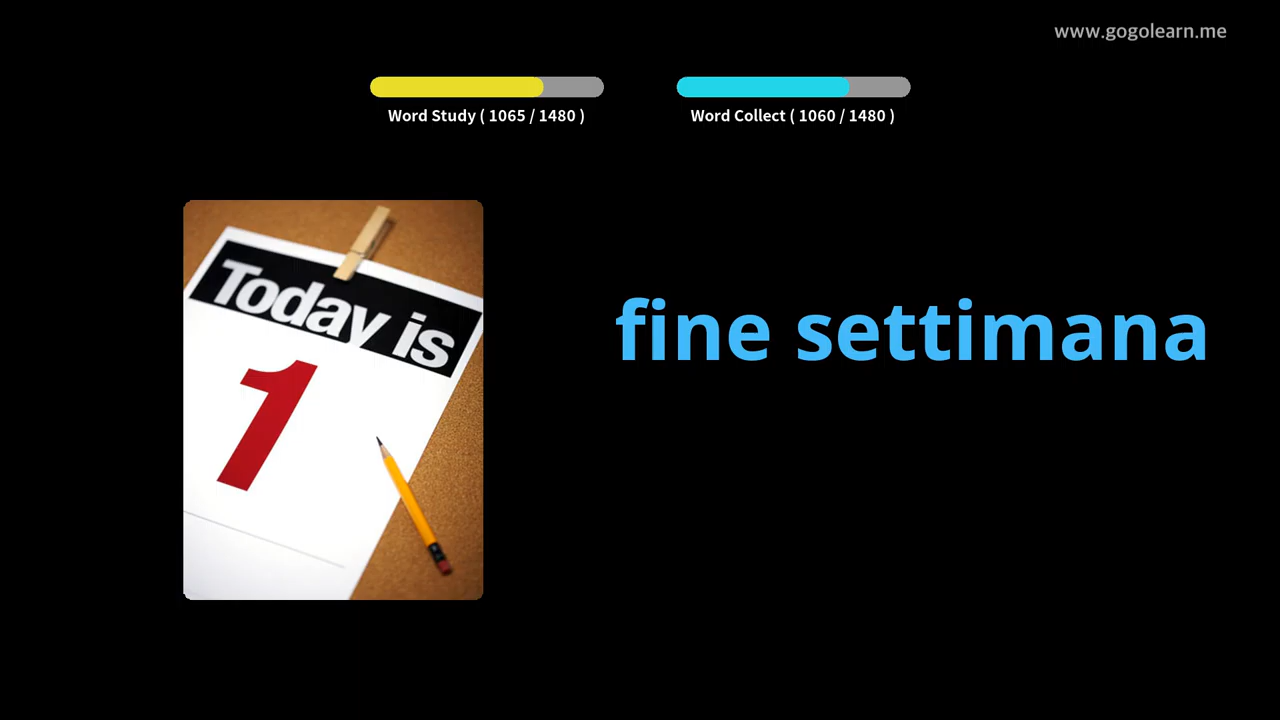 www.gogolearn.me
Word Study ( 1065 / 1480 )
Word Collect ( 1060 / 1480 )
Today is
1
fine settimana